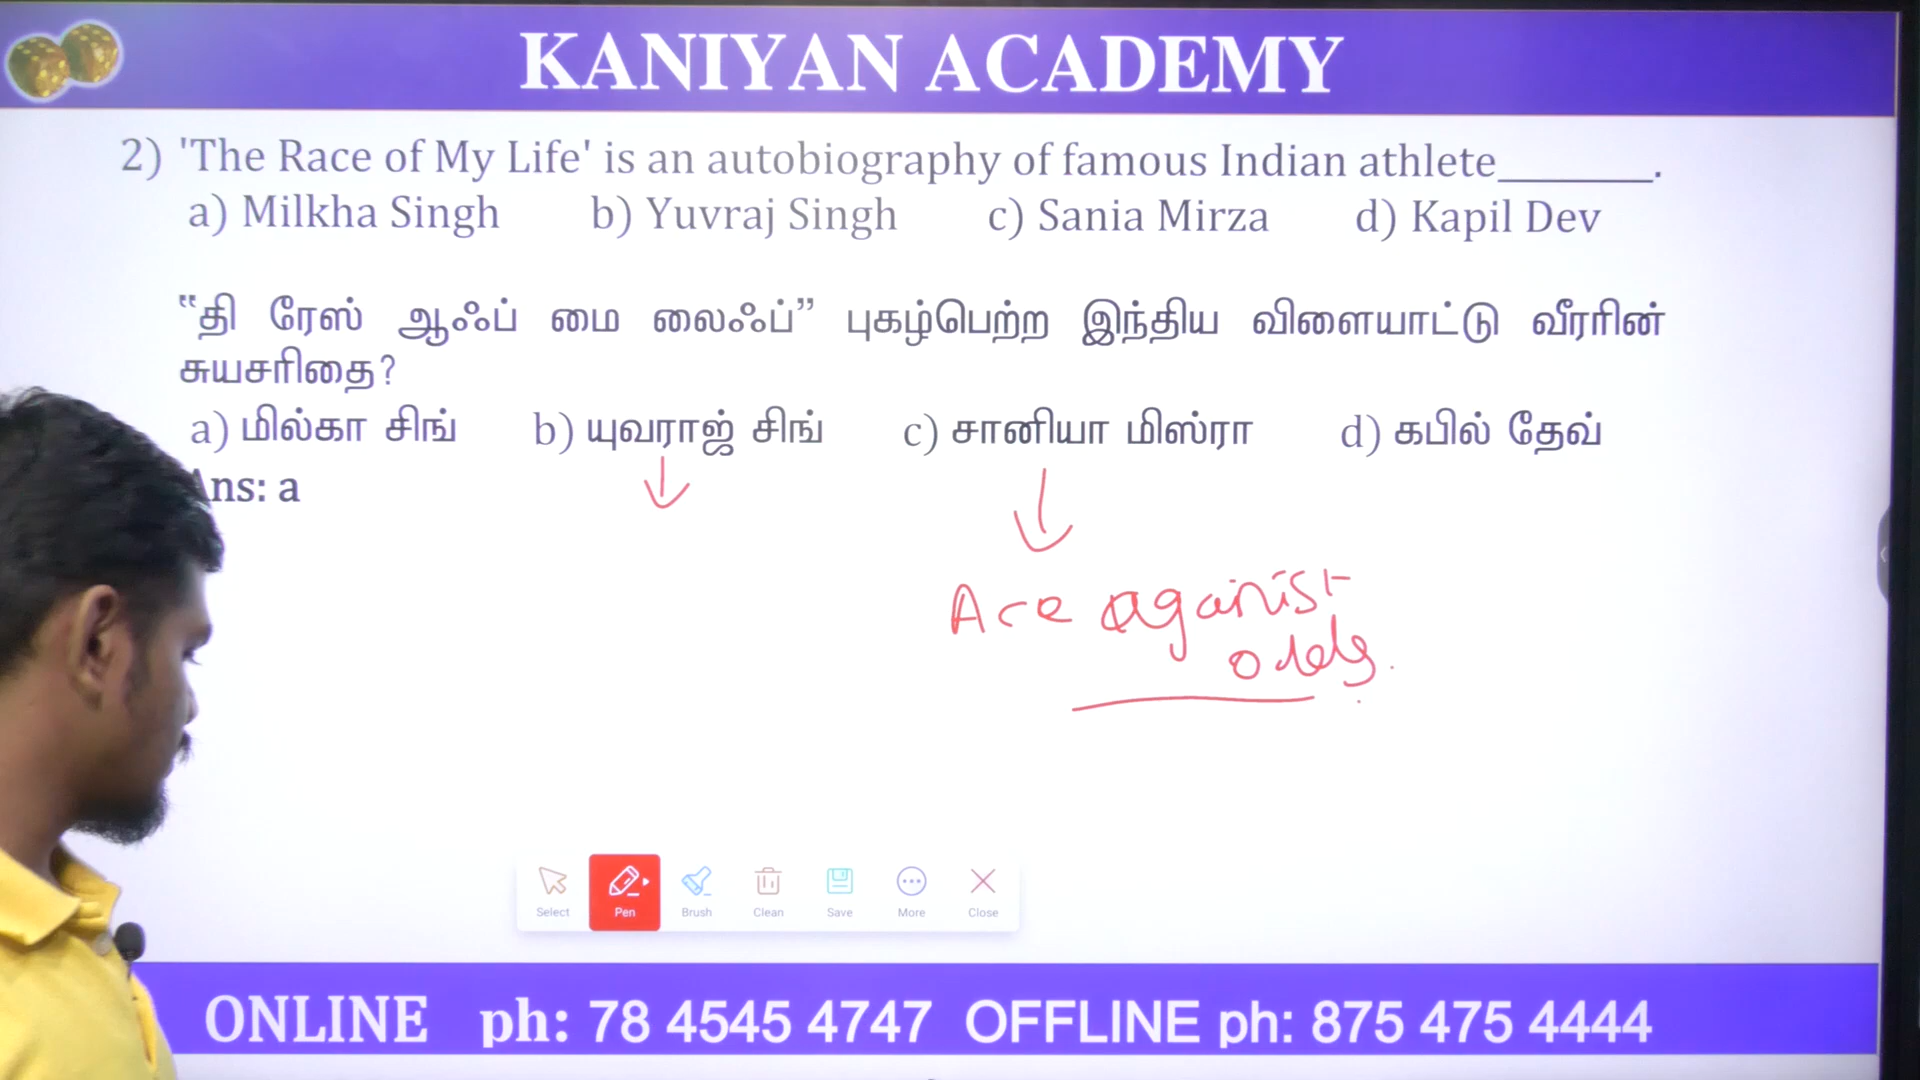 KANIYAN ACADEMY
2) 'The Race of My Life' is an autobiography of famous Indian athlete_______.
a) Milkha Singh b) Yuvraj Singh c) Sania Mirza d) Kapil Dev
“தி ரேஸ் ஆஃப் மை லைஃப்” புகழ்பெற்ற இந்திய விளையாட்டு வீரரின்
சுயசரிதை?
a) மில்கா சிங் b) யுவராஜ் சிங் c) சானியா மிஸ்ரா d) கபில் தேவ்
Ans: a
Ace aganist
odds.
Select Pen Brush Clean Save More Close
ONLINE ph: 78 4545 4747 OFFLINE ph: 875 475 4444